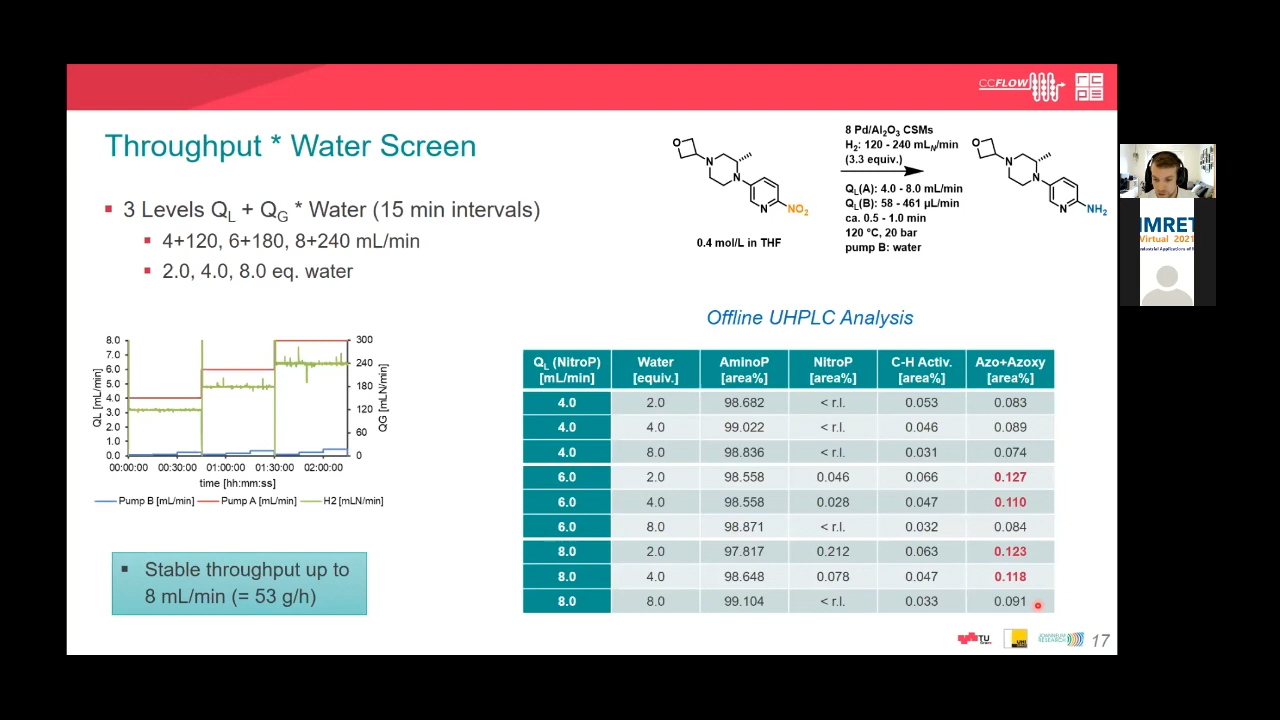 CCFLOW
RCPE
Throughput * Water Screen
3 Levels QL + QG * Water (15 min intervals)
4+120, 6+180, 8+240 mL/min
2.0, 4.0, 8.0 eq. water
O
N
N
N
NO2
0.4 mol/L in THF
8 Pd/Al2O3 CSMs
H2: 120 - 240 mLN/min
(3.3 equiv.)
QL(A): 4.0 - 8.0 mL/min
QL(B): 58 - 461 µL/min
ca. 0.5 - 1.0 min
120 °C, 20 bar
pump B: water
O
N
N
N
NH2
IMRET
Virtual 2021
Offline UHPLC Analysis
QL [mL/min]
8.0
7.0
6.0
5.0
4.0
3.0
2.0
1.0
0.0
300
240
180
120
60
0
QG [mLN/min]
00:00:00 00:30:00 01:00:00 01:30:00 02:00:00
time [hh:mm:ss]
Pump B [mL/min] Pump A [mL/min] H2 [mLN/min]
Stable throughput up to
8 mL/min (= 53 g/h)
QL (NitroP) Water AminoP NitroP C-H Activ. Azo+Azoxy
[mL/min] [equiv.] [area%] [area%] [area%] [area%]
4.0 2.0 98.682 < r.l. 0.053 0.083
4.0 4.0 99.022 < r.l. 0.046 0.089
4.0 8.0 98.836 < r.l. 0.031 0.074
6.0 2.0 98.558 0.046 0.066 0.127
6.0 4.0 98.558 0.028 0.047 0.110
6.0 8.0 98.871 < r.l. 0.032 0.084
8.0 2.0 97.817 0.212 0.063 0.123
8.0 4.0 98.648 0.078 0.047 0.118
8.0 8.0 99.104 < r.l. 0.033 0.091
TU
JOANNEUM
RESEARCH
17